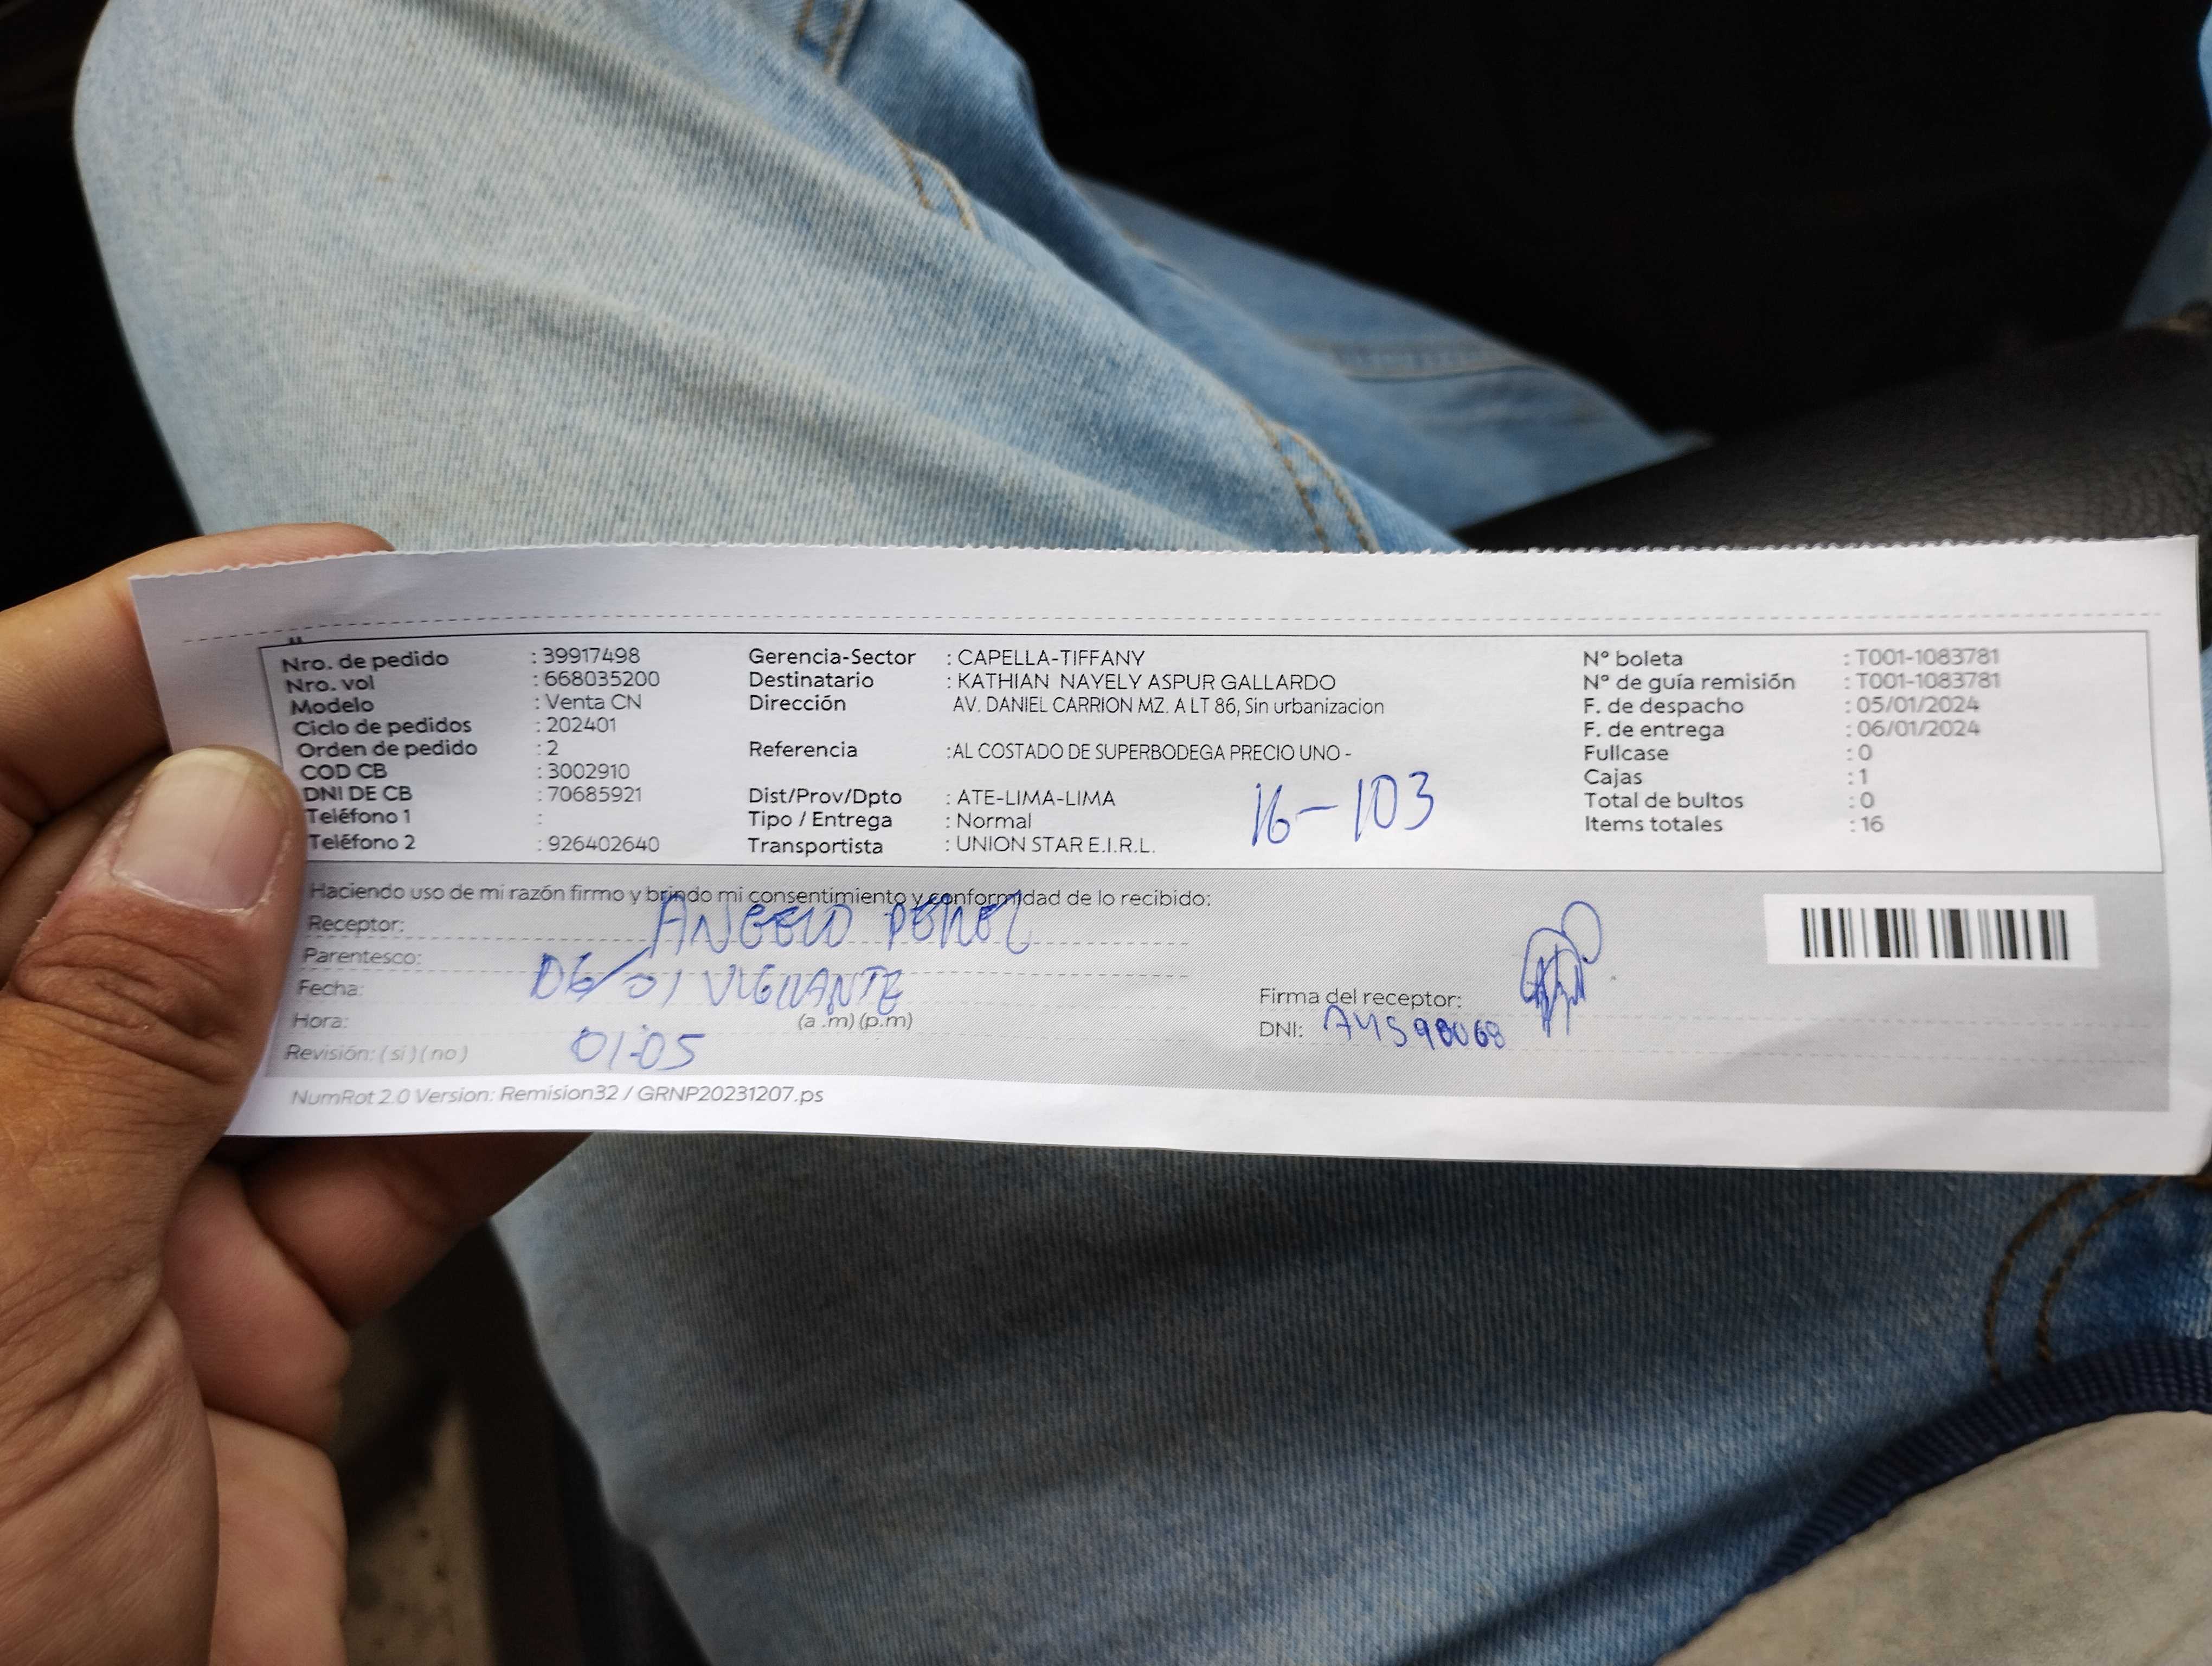 Nro. de pedido : 39917498
Nro. vol : 668035200
Modelo : Venta CN
Ciclo de pedidos : 202401
Orden de pedido : 2
COD CB : 3002910
DNI DE CB : 70685921
Teléfono 1 :
Teléfono 2 : 926402640
Gerencia-Sector : CAPELLA-TIFFANY
Destinatario : KATHIAN NAYELY ASPUR GALLARDO
Dirección AV. DANIEL CARRION MZ. A LT 86, Sin urbanizacion
Referencia :AL COSTADO DE SUPERBODEGA PRECIO UNO -
Dist/Prov/Dpto : ATE-LIMA-LIMA
Tipo / Entrega : Normal
Transportista : UNION STAR E.I.R.L.
16-103
N° boleta : T001-1083781
N° de guía remisión : T001-1083781
F. de despacho : 05/01/2024
F. de entrega : 06/01/2024
Fullcase : 0
Cajas : 1
Total de bultos : 0
Items totales : 16
Haciendo uso de mi razón firmo y brindo mi consentimiento y conformidad de lo recibido:
Receptor: ANGELO PEREZ
Parentesco:
Fecha: 06/01 VIGILANTE
Hora: (a .m) (p.m)
Revisión: ( si ) ( no ) 01:05
Firma del receptor:
DNI:
NumRot 2.0 Version: Remision32 / GRNP20231207.ps